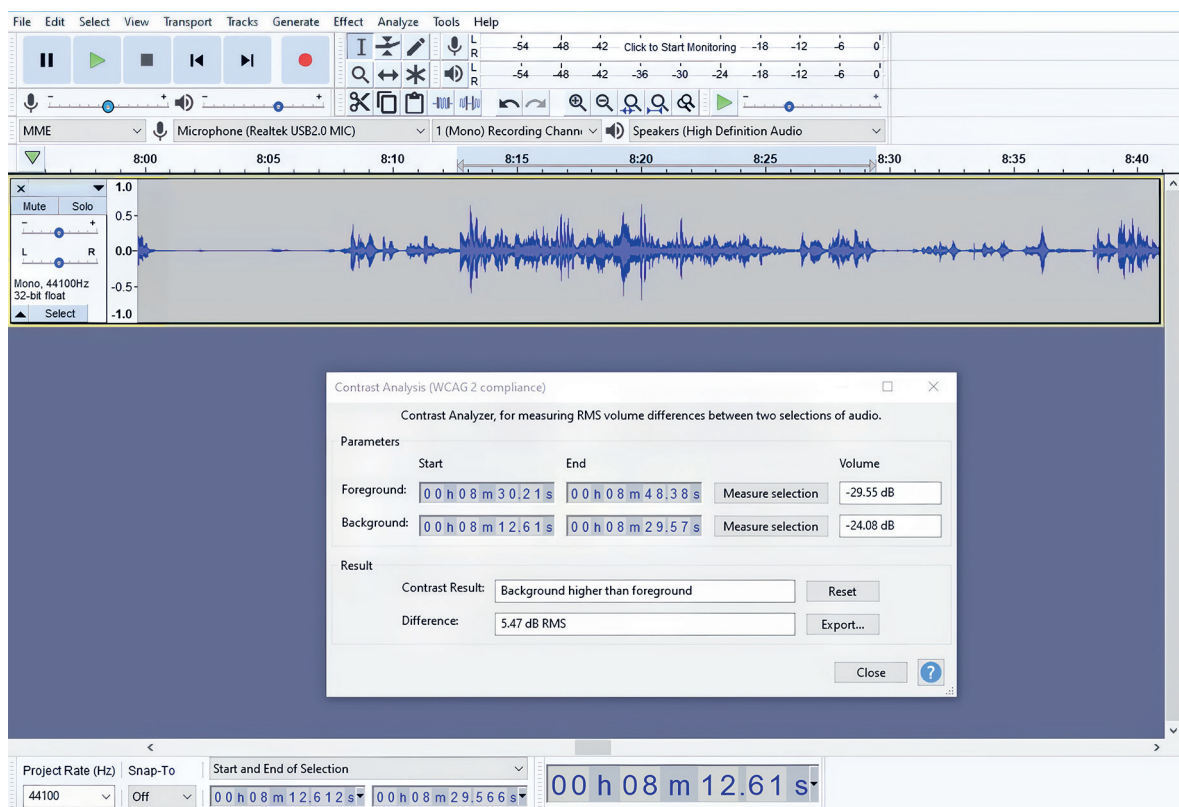 File Edit Select View Transport Tracks Generate Effect Analyze Tools Help
L
R
-54 -48 -42 Click to Start Monitoring -18 -12 -6 0
L
R
-54 -48 -42 -36 -30 -24 -18 -12 -6 0
- + - + - +
MME Microphone (Realtek USB2.0 MIC) 1 (Mono) Recording Chann Speakers (High Definition Audio
8:00 8:05 8:10 8:15 8:20 8:25 8:30 8:35 8:40
x 1.0
Mute Solo
0.5
- +
L R 0.0
Mono, 44100Hz
32-bit float
-0.5
Select -1.0
Contrast Analysis (WCAG 2 compliance)
Contrast Analyzer, for measuring RMS volume differences between two selections of audio.
Parameters
Start End Volume
Foreground: 00 h 08 m 30.21 s 00 h 08 m 48.38 s Measure selection -29.55 dB
Background: 00 h 08 m 12.61 s 00 h 08 m 29.57 s Measure selection -24.08 dB
Result
Contrast Result: Background higher than foreground Reset
Difference: 5.47 dB RMS Export...
Close ?
Project Rate (Hz) Snap-To Start and End of Selection
44100 Off 00 h 08 m 12.612 s 00 h 08 m 29.566 s 00 h 08 m 12.61 s